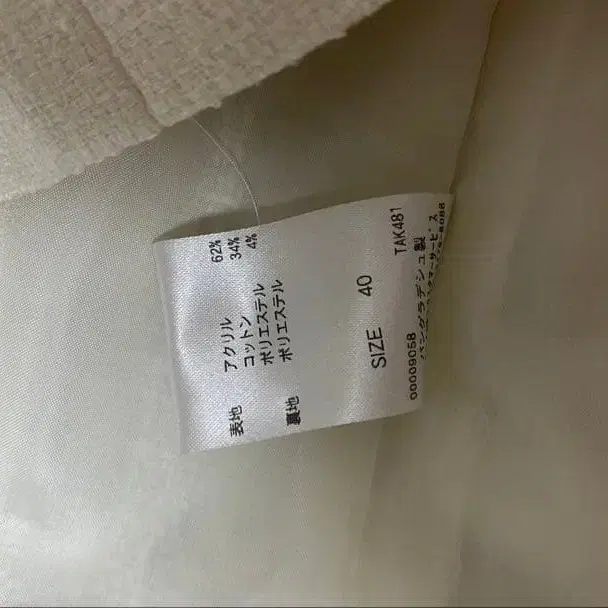 表地 アクリル 62%
コットン 34%
ポリエステル 4%
裏地 ポリエステル
SIZE 40
00009058 TAK481
バングラデシュ製